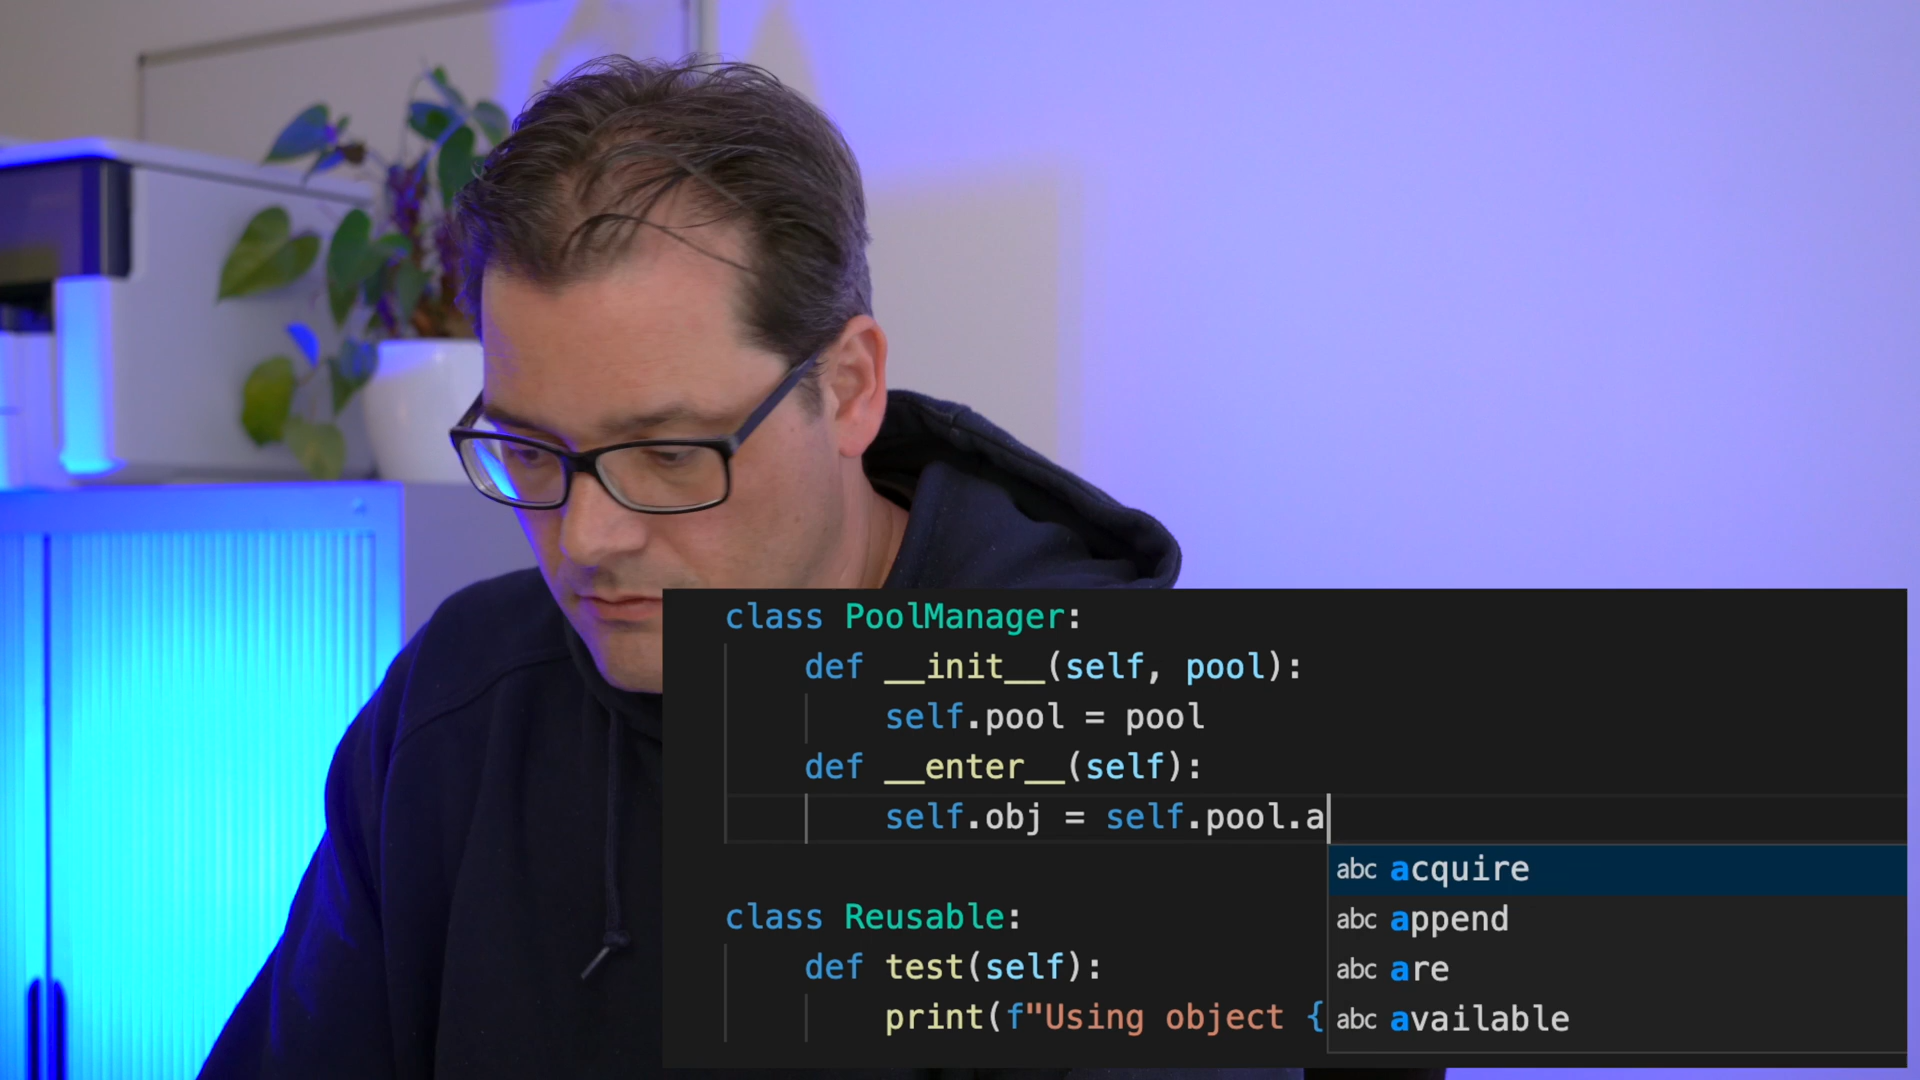 class PoolManager:
def __init__(self, pool):
self.pool = pool
def __enter__(self):
self.obj = self.pool.a
abc acquire
abc append
abc are
abc available
class Reusable:
def test(self):
print(f"Using object {